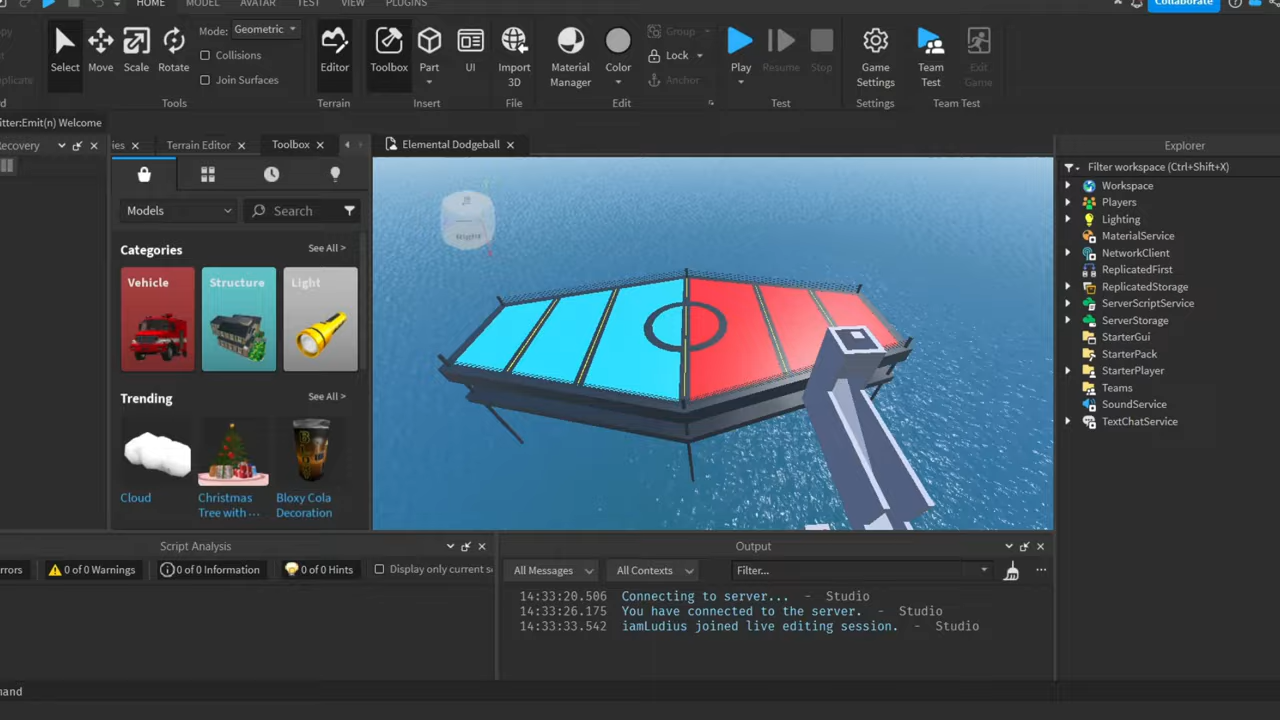 HOME MODEL AVATAR TEST VIEW PLUGINS
Collaborate
Mode: Geometric
Collisions
Join Surfaces
Select Move Scale Rotate
Editor
Toolbox Part UI Import 3D
Material Manager
Color
Group
Lock
Anchor
Play Resume Stop
Game Settings
Team Test
Exit Game
Tools Terrain Insert File Edit Test Settings Team Test
itter:Emit(n) Welcome
ecovery
ies
Terrain Editor
Toolbox
Elemental Dodgeball
Explorer
Models
Search
Categories
See All >
Vehicle
Structure
Light
Trending
See All >
Cloud
Christmas Tree with ...
Bloxy Cola Decoration
Filter workspace (Ctrl+Shift+X)
Workspace
Players
Lighting
MaterialService
NetworkClient
ReplicatedFirst
ReplicatedStorage
ServerScriptService
ServerStorage
StarterGui
StarterPack
StarterPlayer
Teams
SoundService
TextChatService
Script Analysis
rrors
0 of 0 Warnings
0 of 0 Information
0 of 0 Hints
Display only current s
Output
All Messages
All Contexts
Filter...
14:33:20.506 Connecting to server... - Studio
14:33:26.175 You have connected to the server. - Studio
14:33:33.542 iamLudius joined live editing session. - Studio
mand